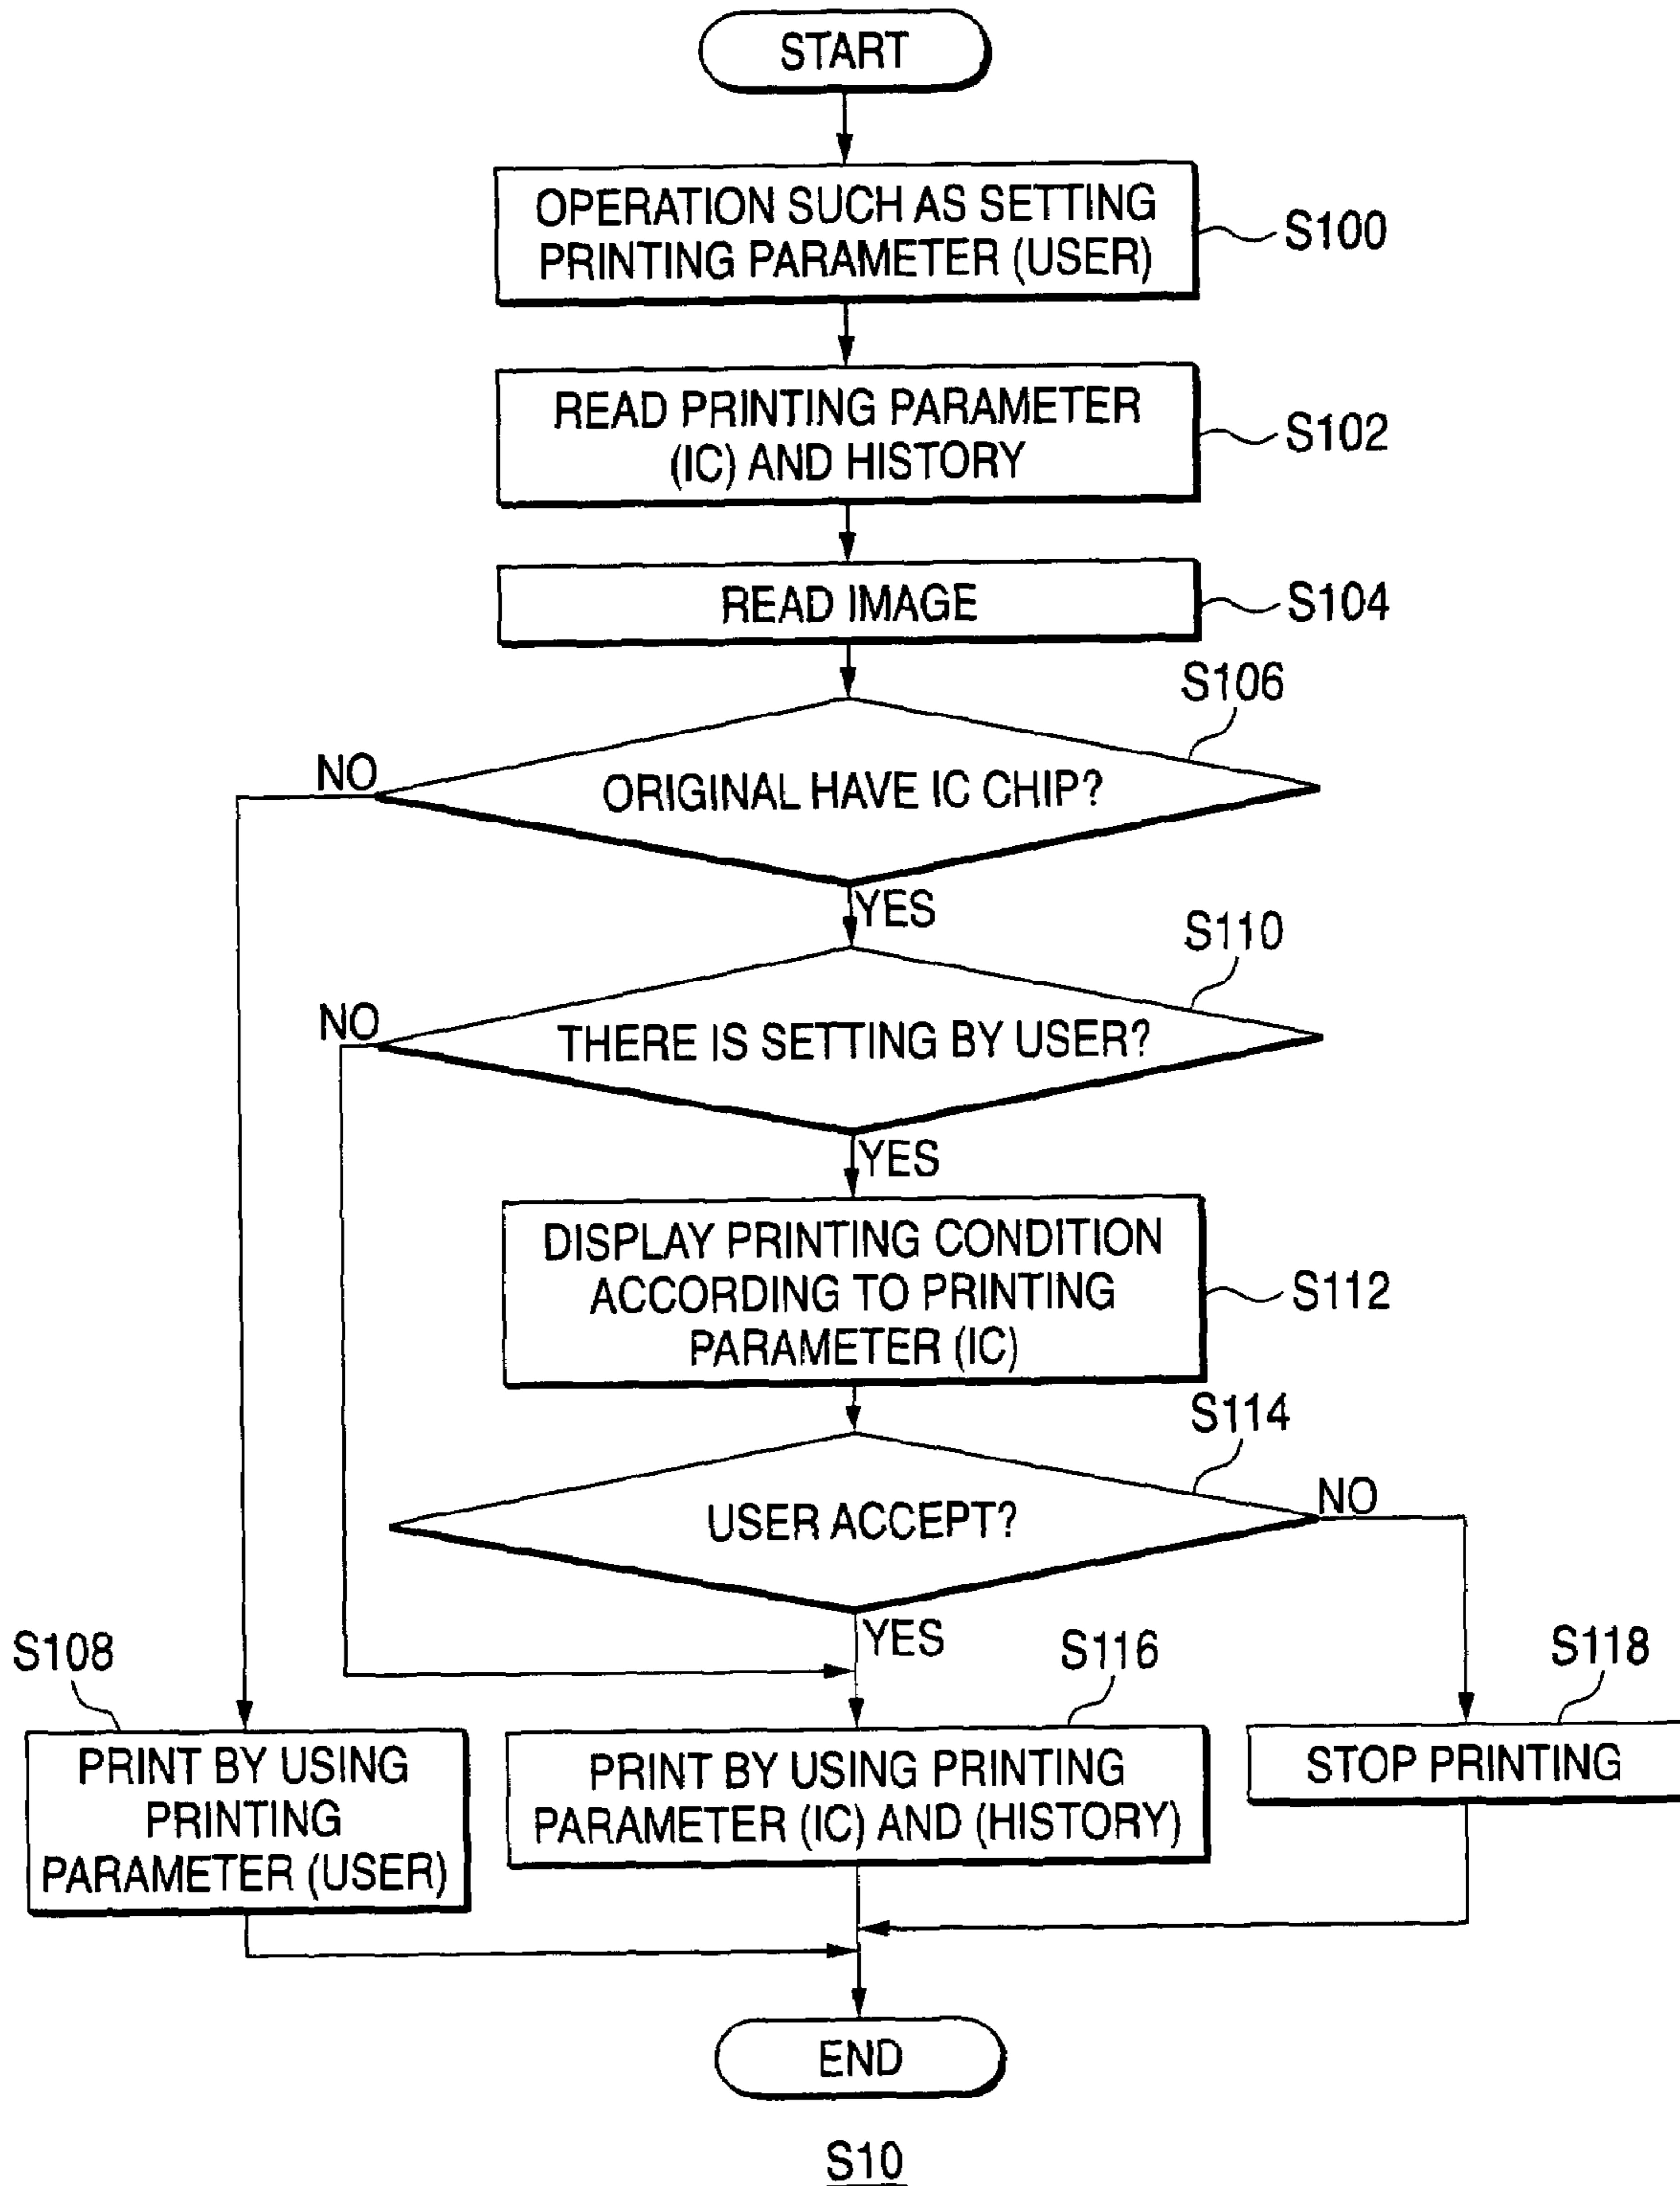 START
OPERATION SUCH AS SETTING
PRINTING PARAMETER (USER)
S100
READ PRINTING PARAMETER
(IC) AND HISTORY
S102
READ IMAGE
S104
S106
ORIGINAL HAVE IC CHIP?
NO
YES
S110
THERE IS SETTING BY USER?
NO
YES
DISPLAY PRINTING CONDITION
ACCORDING TO PRINTING
PARAMETER (IC)
S112
S114
USER ACCEPT?
NO
YES
S108
PRINT BY USING
PRINTING
PARAMETER (USER)
S116
PRINT BY USING PRINTING
PARAMETER (IC) AND (HISTORY)
S118
STOP PRINTING
END
S10